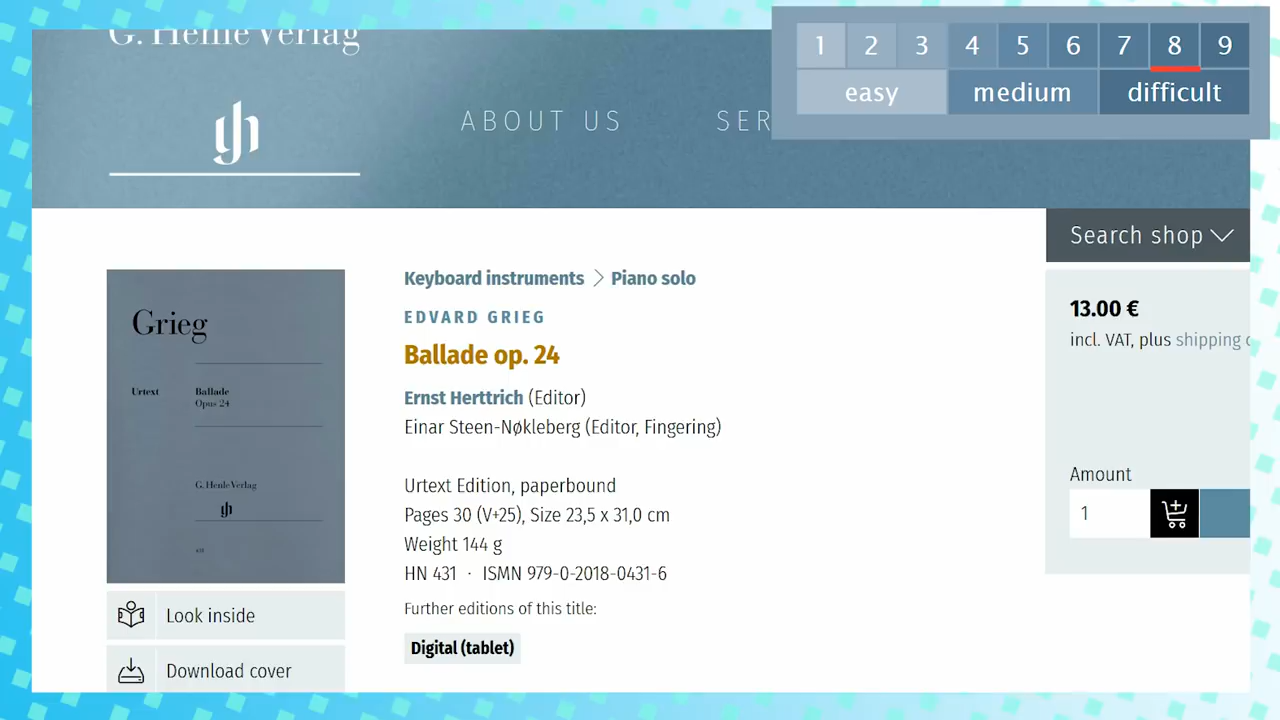 G. Henle Verlag
ABOUT US
SER
1 2 3 4 5 6 7 8 9
easy medium difficult
Search shop
Grieg
Urtext
Ballade
Opus 24
G. Henle Verlag
Look inside
Download cover
Keyboard instruments > Piano solo
EDVARD GRIEG
Ballade op. 24
Ernst Herttrich (Editor)
Einar Steen-Nøkleberg (Editor, Fingering)
Urtext Edition, paperbound
Pages 30 (V+25), Size 23,5 x 31,0 cm
Weight 144 g
HN 431 · ISMN 979-0-2018-0431-6
Further editions of this title:
Digital (tablet)
13.00 €
incl. VAT, plus shipping
Amount
1